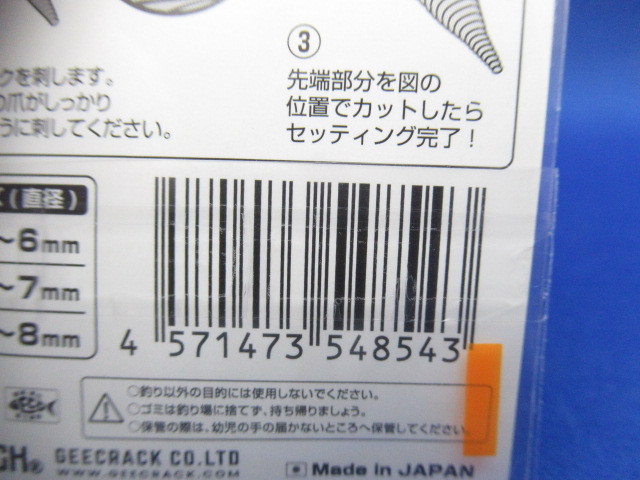 ③
先端部分を図の
位置でカットしたら
セッティング完了!
クを刺します。
の爪がしっかり
うに刺してください。
(直径)
~6mm
~7mm
~8mm
4 571473 548543
○釣り以外の目的には使用しないでください。
○ゴミは釣り場に捨てず、持ち帰りましょう。
○保管の際は、幼児の手の届かないところへ保管してください。
CH® GEECRACK CO.LTD
WWW.GEECRACK.COM
Made in JAPAN